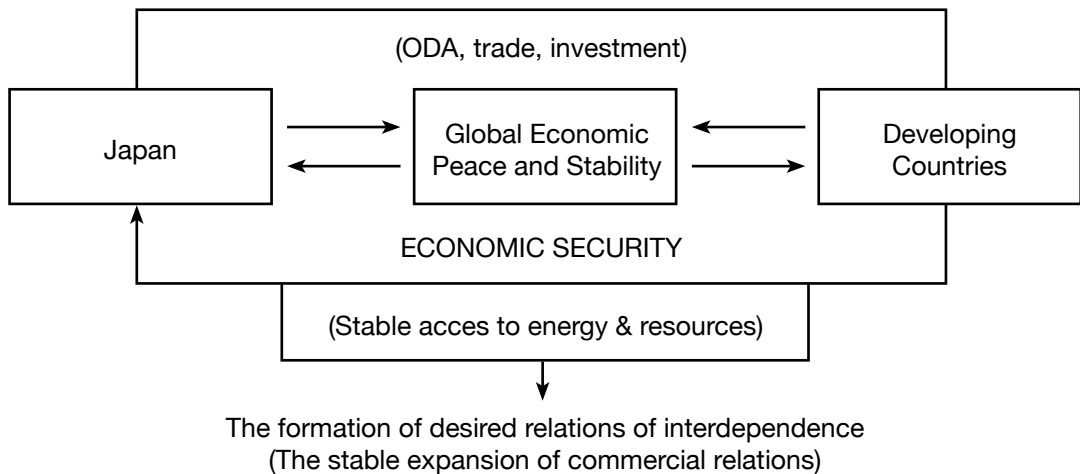 (ODA, trade, investment)
Japan
Global Economic
Peace and Stability
Developing
Countries
ECONOMIC SECURITY
(Stable acces to energy & resources)
The formation of desired relations of interdependence
(The stable expansion of commercial relations)